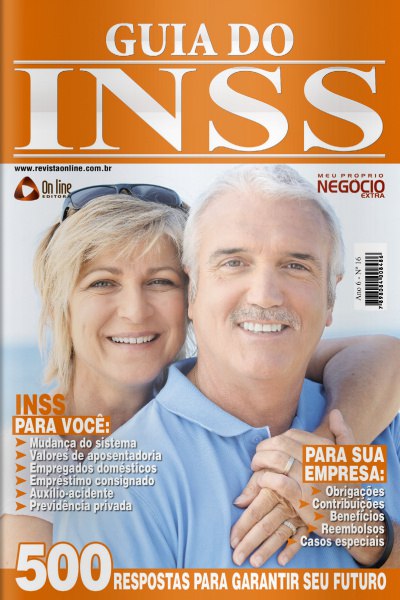 GUIA DO
INSS
www.revistaonline.com.br
On line
EDITORA
MEU PRÓPRIO
NEGÓCIO
EXTRA
Ano 6 - Nº 16
INSS
PARA VOCÊ:
Mudança do sistema
Valores de aposentadoria
Empregados domésticos
Empréstimo consignado
Auxílio-acidente
Previdência privada
PARA SUA
EMPRESA:
Obrigações
Contribuições
Benefícios
Reembolsos
Casos especiais
500 RESPOSTAS PARA GARANTIR SEU FUTURO